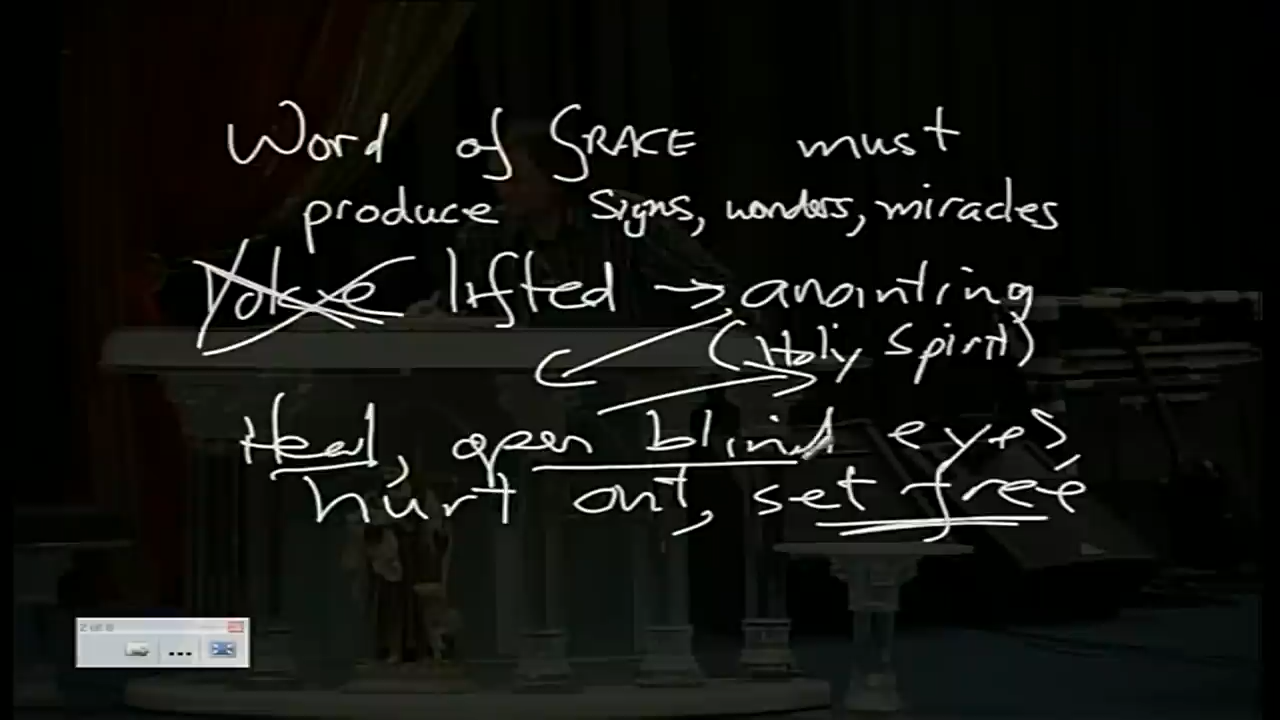 Word of GRACE must
produce signs, wonders, miracles
Yoke lifted → anointing
(Holy Spirit)
Heal, open blind eyes,
hurt out, set free